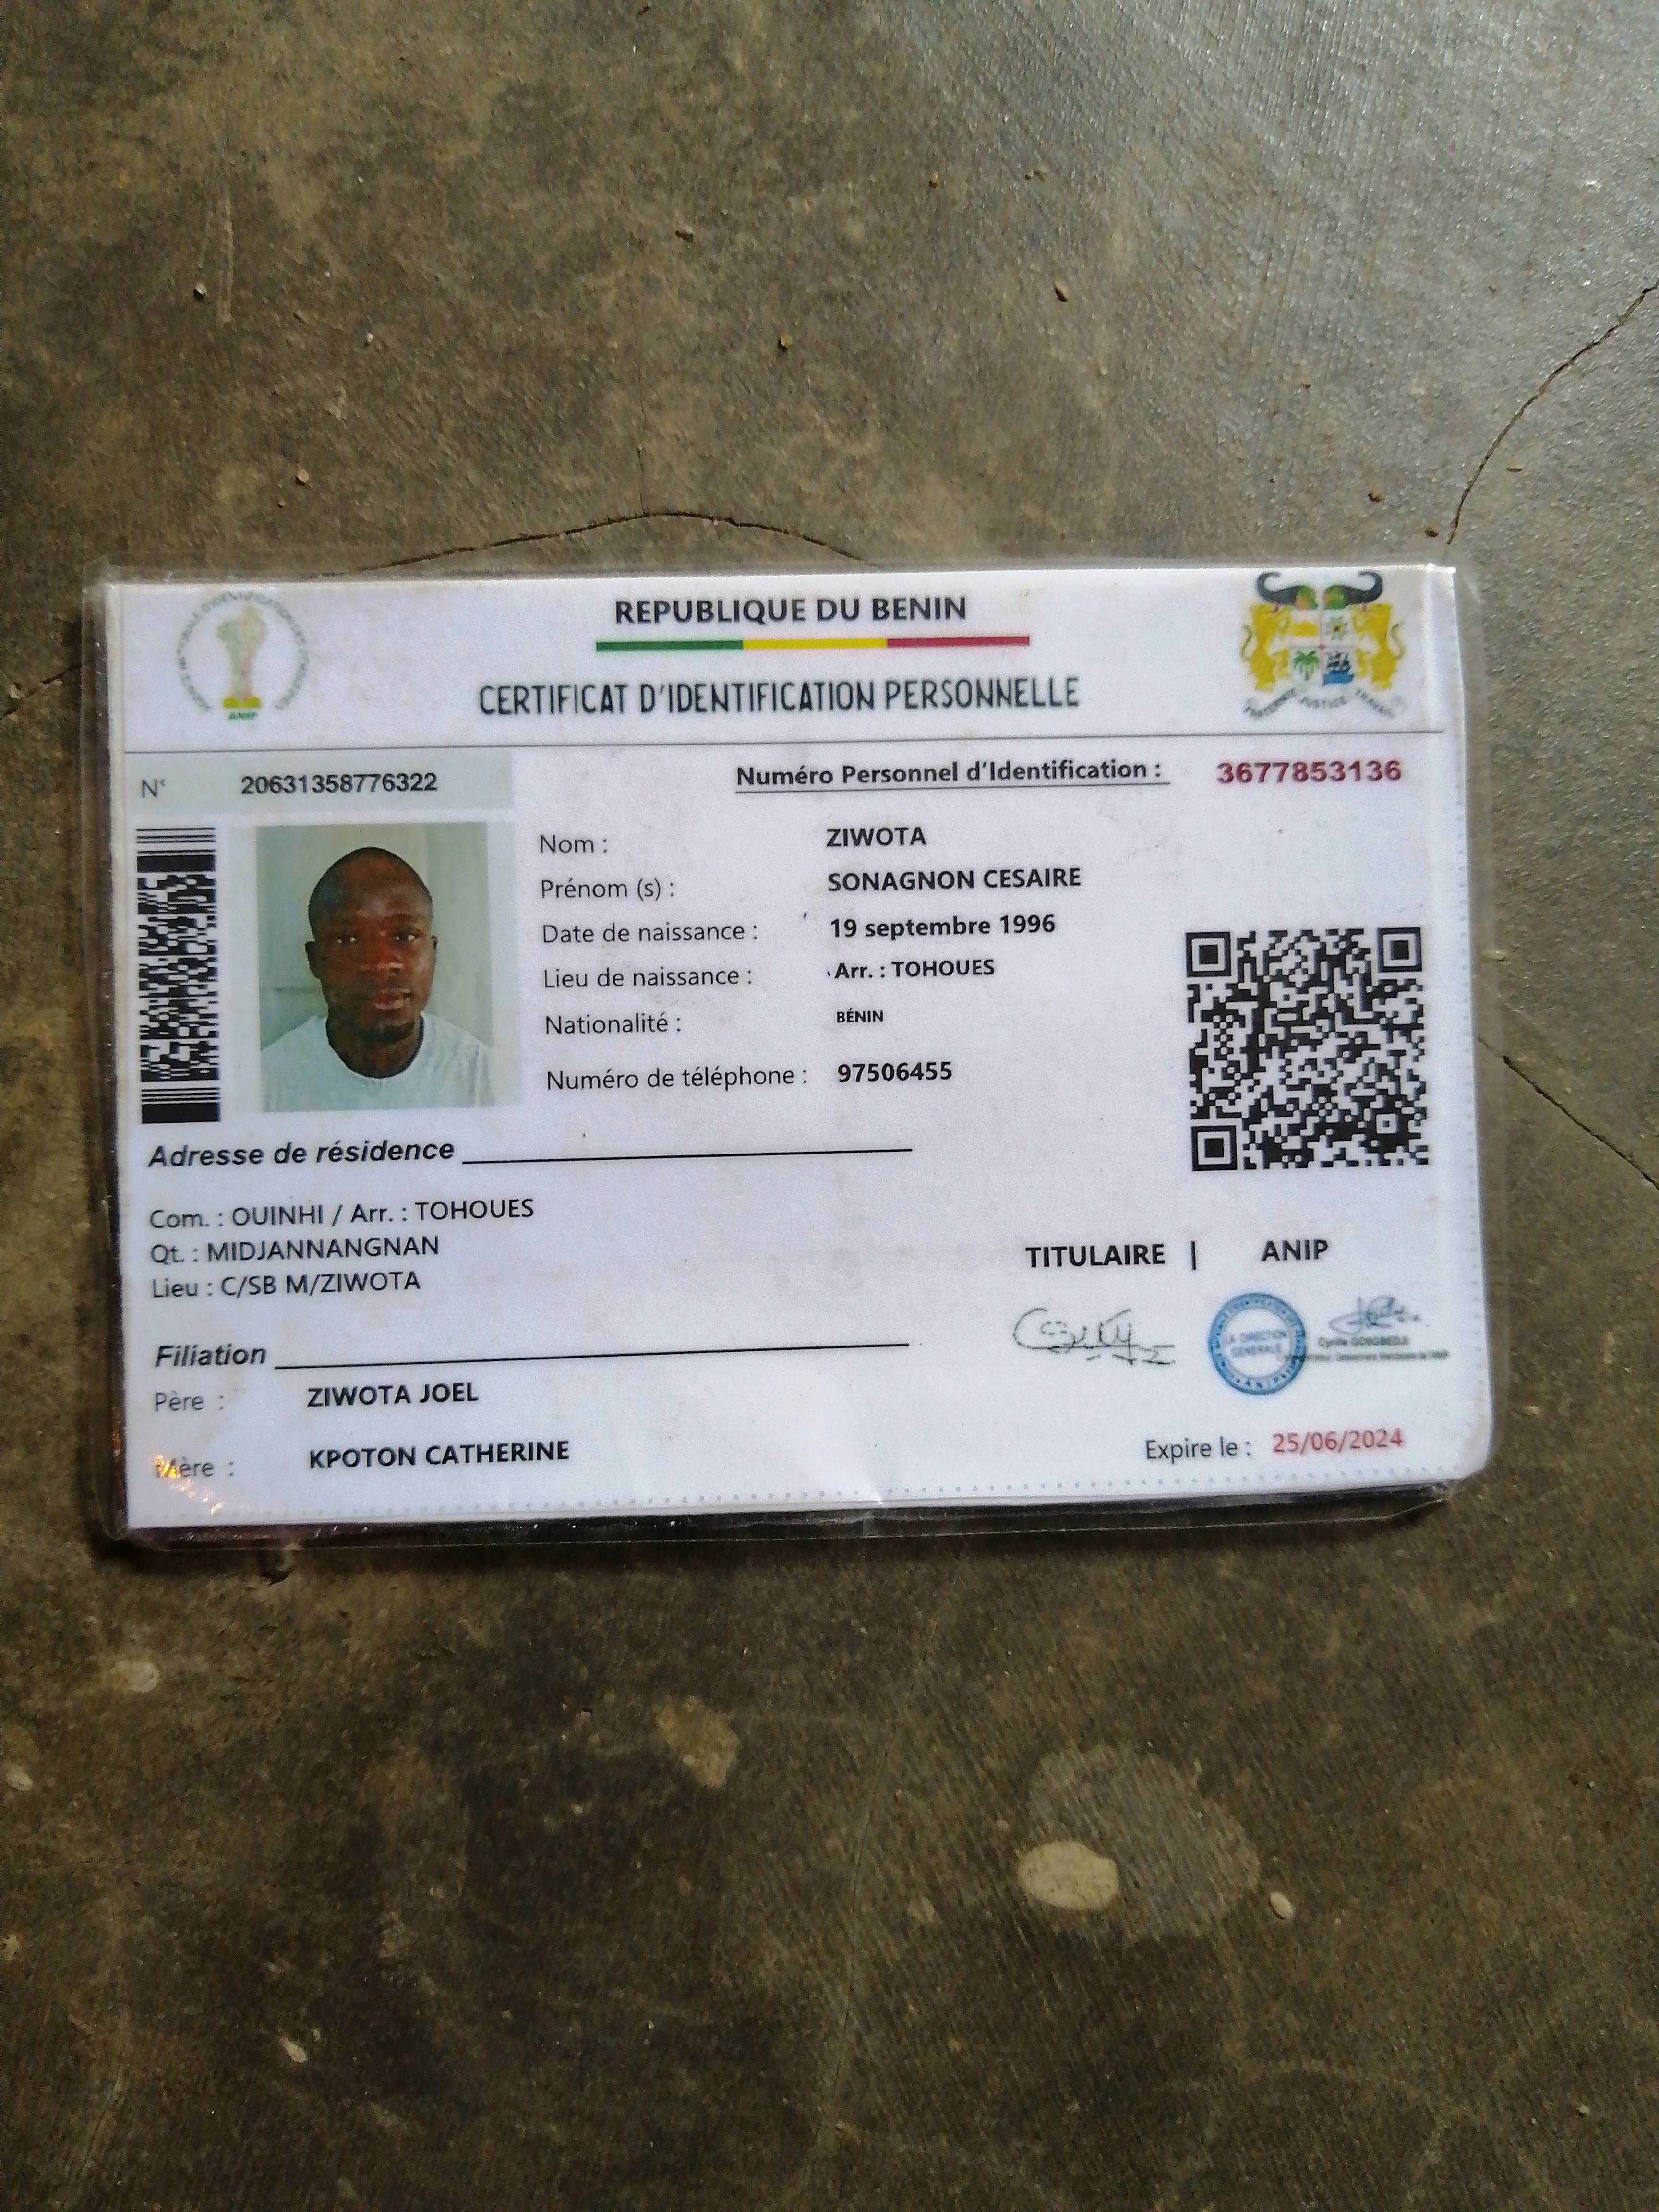 REPUBLIQUE DU BENIN
CERTIFICAT D'IDENTIFICATION PERSONNELLE
ANIP
FRATERNITE JUSTICE TRAVAIL
N° 20631358776322
Numéro Personnel d'Identification : 3677853136
Nom : ZIWOTA
Prénom (s) : SONAGNON CESAIRE
Date de naissance : 19 septembre 1996
Lieu de naissance : Arr. : TOHOUES
Nationalité : BÉNIN
Numéro de téléphone : 97506455
Adresse de résidence
Com. : OUINHI / Arr. : TOHOUES
Qt. : MIDJANNANGNAN
Lieu : C/SB M/ZIWOTA
TITULAIRE | ANIP
LA DIRECTION GENERALE
ANIP
Cyrille GOUGBEDJI
Filiation
Père : ZIWOTA JOEL
Mère : KPOTON CATHERINE
Expire le : 25/06/2024